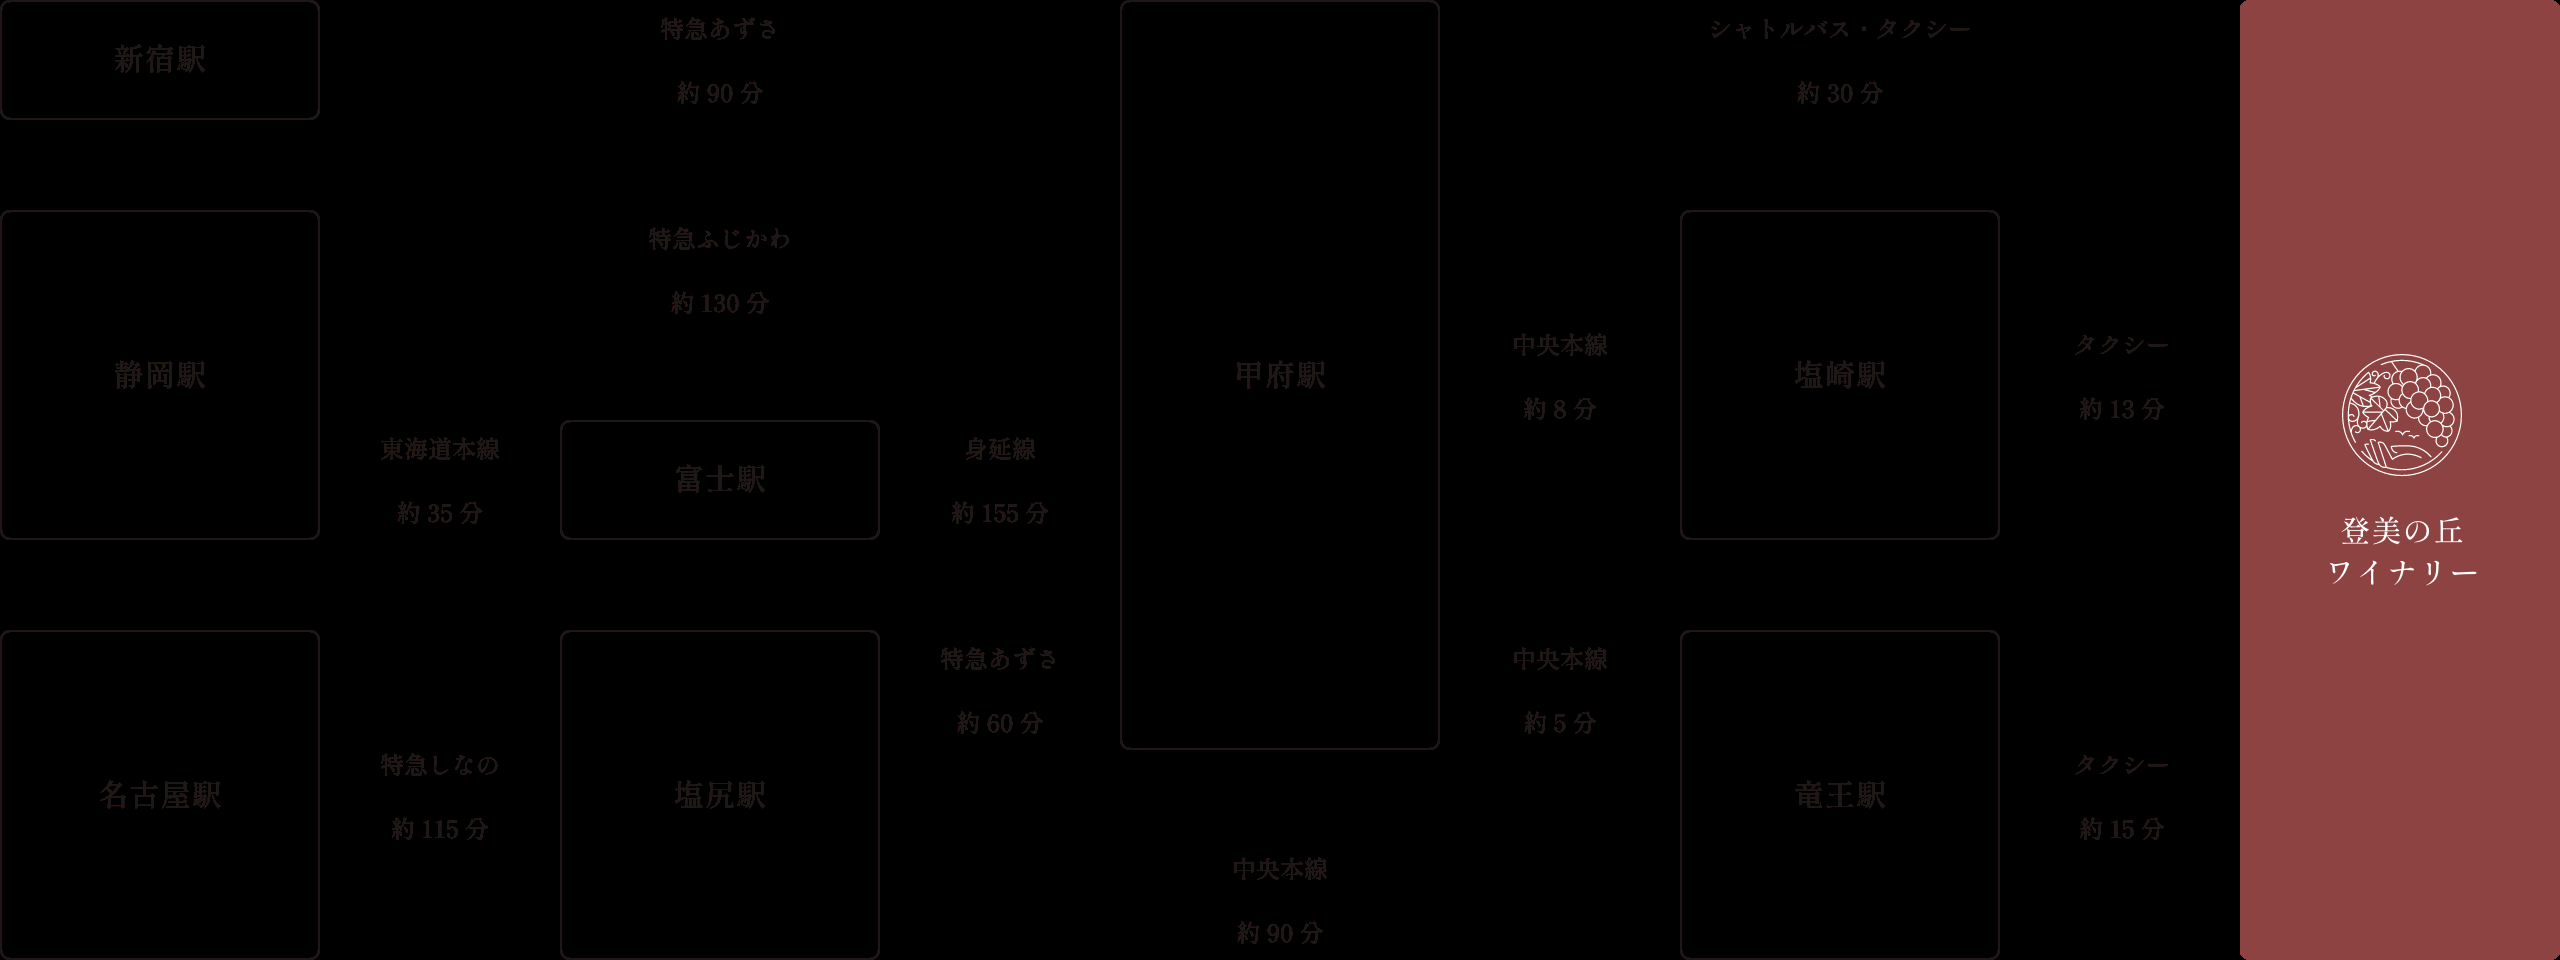 新宿駅
特急あずさ
約 90 分
シャトルバス・タクシー
約 30 分
静岡駅
特急ふじかわ
約 130 分
東海道本線
約 35 分
富士駅
身延線
約 155 分
甲府駅
中央本線
約 8 分
塩崎駅
タクシー
約 13 分
名古屋駅
特急しなの
約 115 分
塩尻駅
特急あずさ
約 60 分
中央本線
約 5 分
中央本線
約 90 分
竜王駅
タクシー
約 15 分
登美の丘
ワイナリー